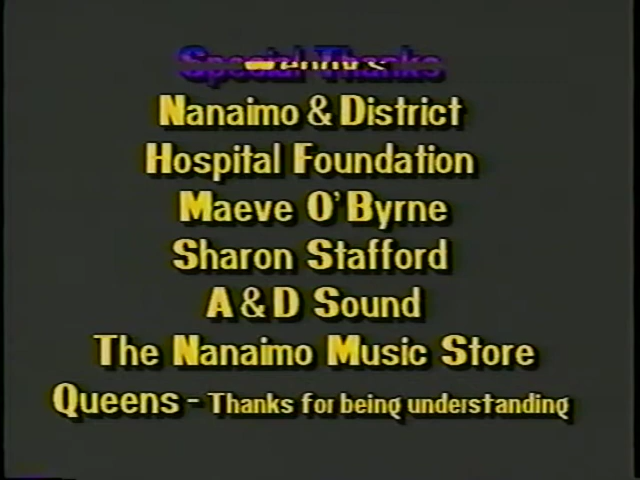 Special Thanks
Nanaimo & District
Hospital Foundation
Maeve O'Byrne
Sharon Stafford
A & D Sound
The Nanaimo Music Store
Queens - Thanks for being understanding